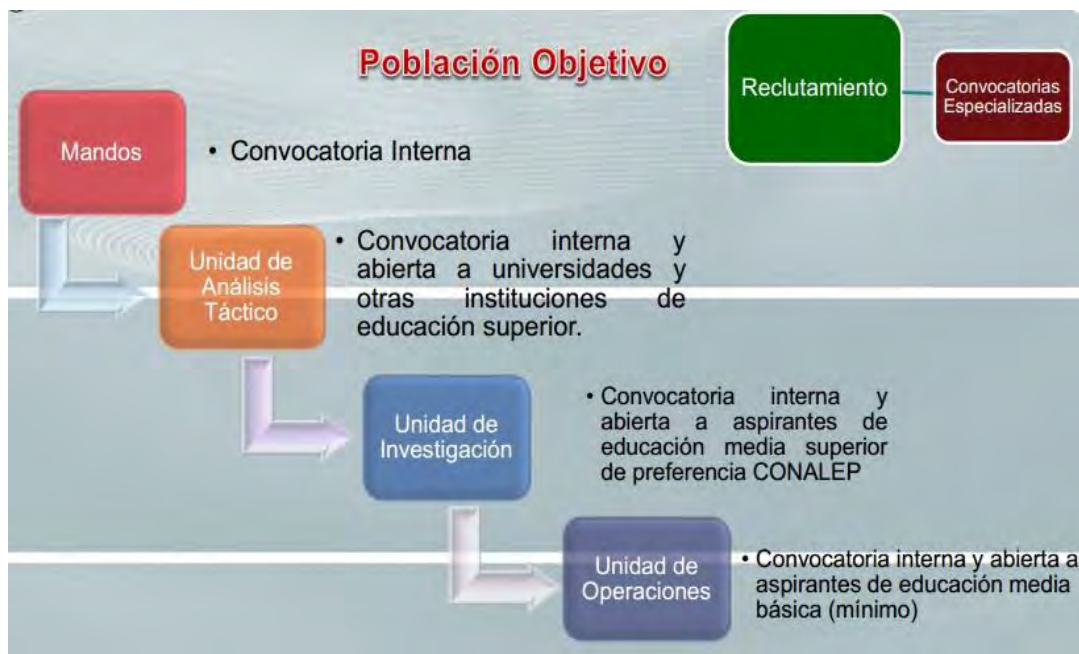 Población Objetivo
Reclutamiento
Convocatorias
Especializadas
Mandos
• Convocatoria Interna
Unidad de
Análisis
Táctico
• Convocatoria interna y
abierta a universidades y
otras instituciones de
educación superior.
Unidad de
Investigación
• Convocatoria interna y
abierta a aspirantes de
educación media superior
de preferencia CONALEP
Unidad de
Operaciones
• Convocatoria interna y abierta a
aspirantes de educación media
básica (mínimo)